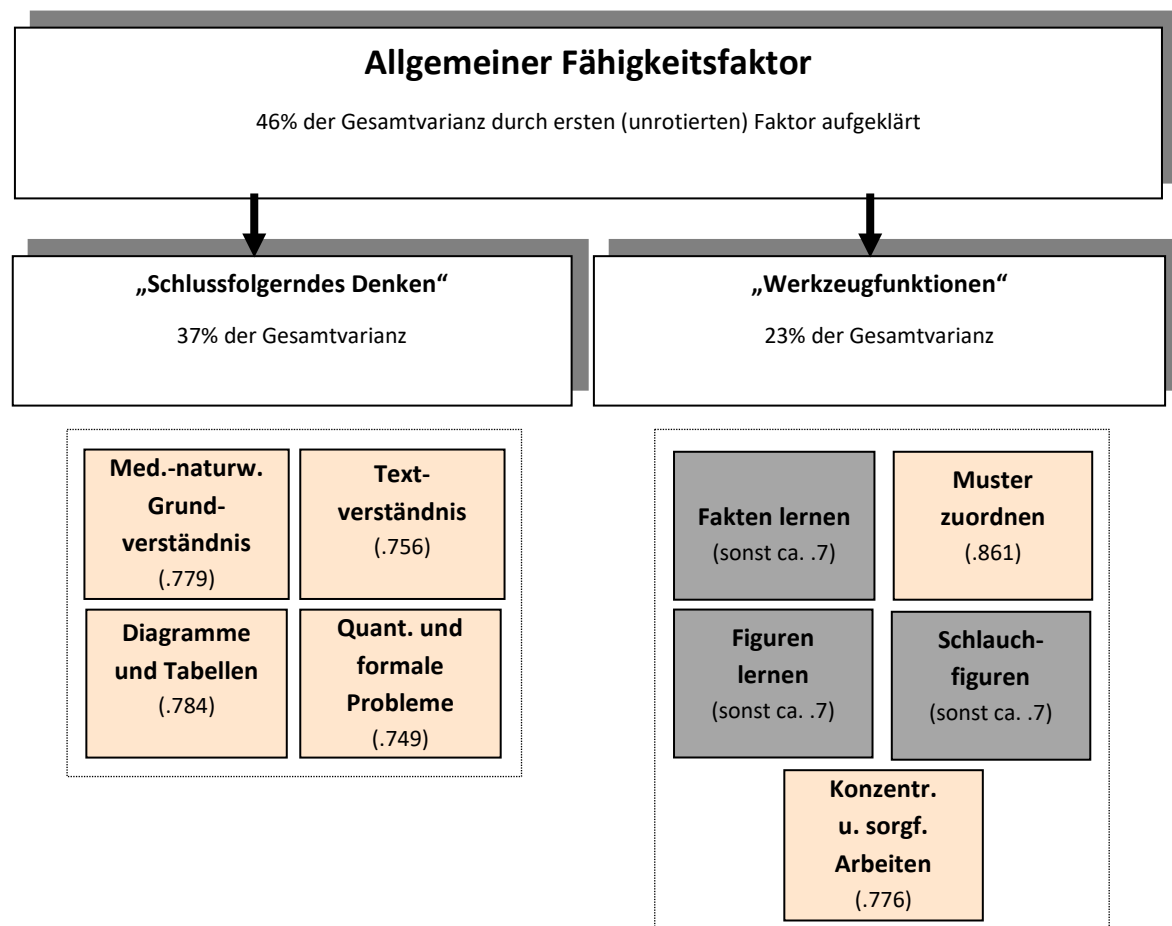 Allgemeiner Fähigkeitsfaktor
46% der Gesamtvarianz durch ersten (unrotierten) Faktor aufgeklärt
„Schlussfolgerndes Denken“
37% der Gesamtvarianz
„Werkzeugfunktionen“
23% der Gesamtvarianz
Med.-naturw.
Grund-
verständnis
(.779)
Text-
verständnis
(.756)
Diagramme
und Tabellen
(.784)
Quant. und
formale
Probleme
(.749)
Fakten lernen
(sonst ca. .7)
Muster
zuordnen
(.861)
Figuren
lernen
(sonst ca. .7)
Schlauch-
figuren
(sonst ca. .7)
Konzentr.
u. sorgf.
Arbeiten
(.776)